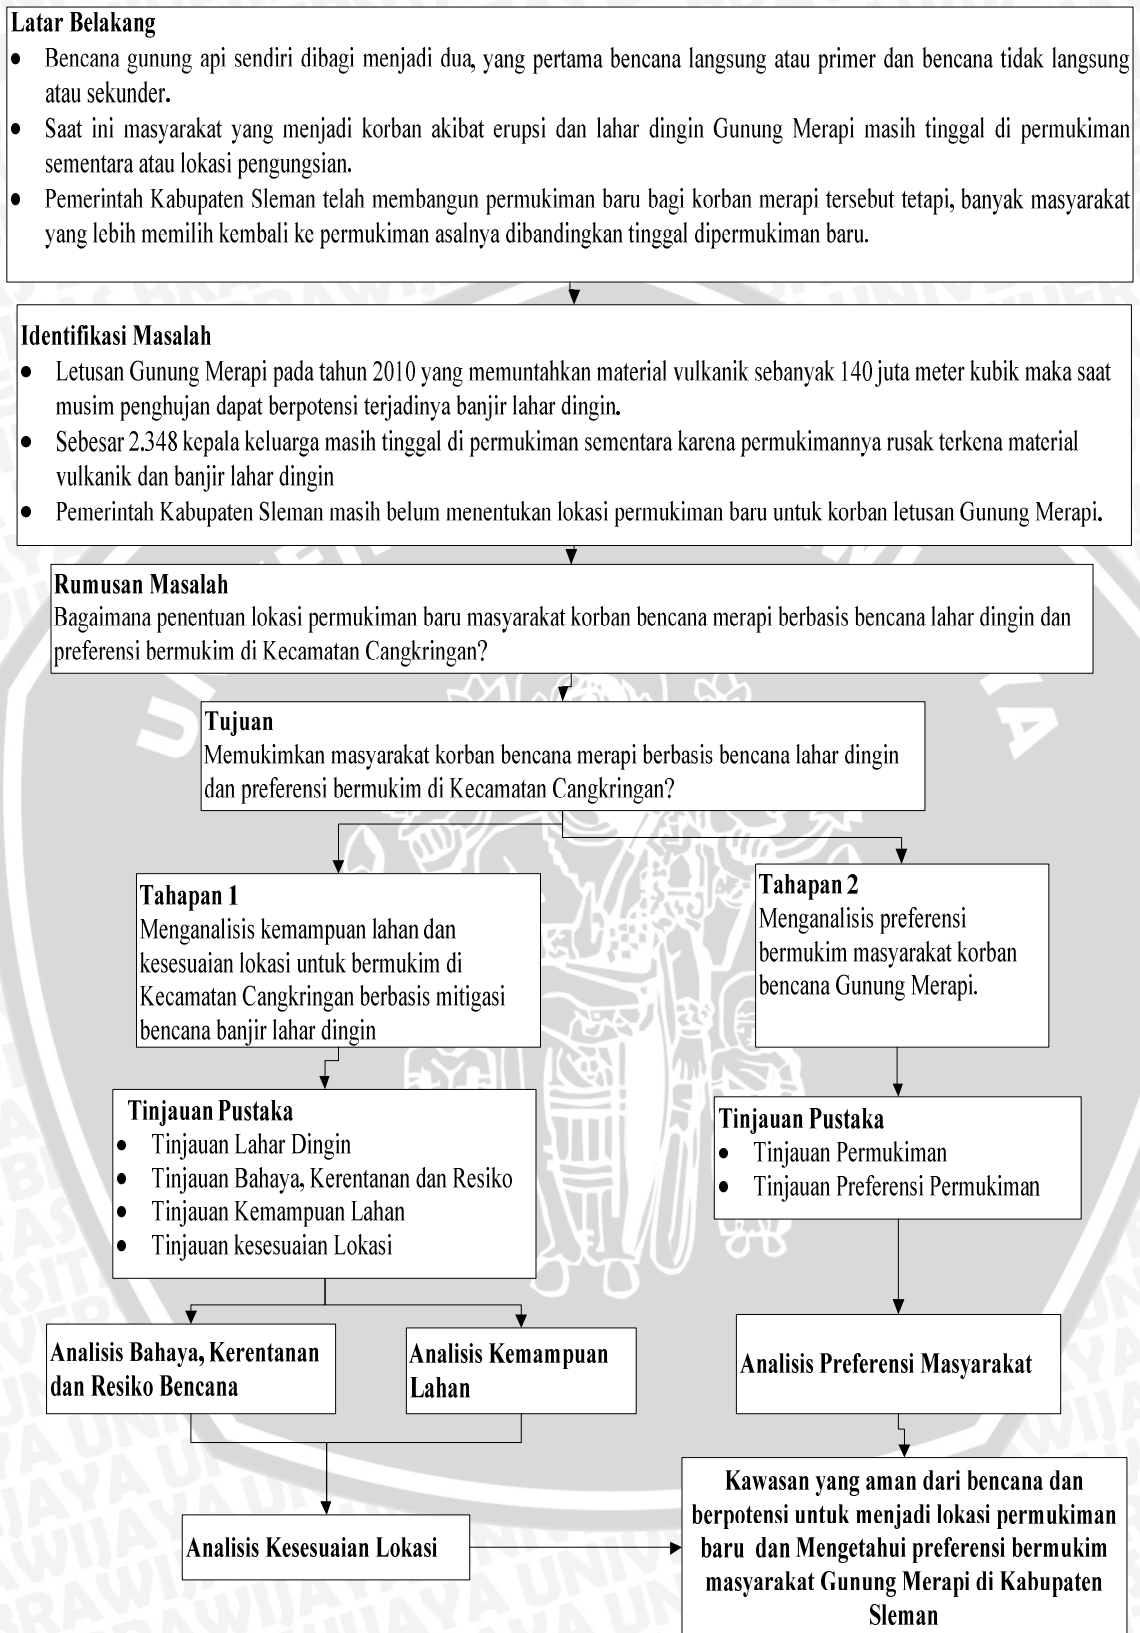 Latar Belakang
• Bencana gunung api sendiri dibagi menjadi dua, yang pertama bencana langsung atau primer dan bencana tidak langsung
atau sekunder.
• Saat ini masyarakat yang menjadi korban akibat erupsi dan lahar dingin Gunung Merapi masih tinggal di permukiman
sementara atau lokasi pengungsian.
• Pemerintah Kabupaten Sleman telah membangun permukiman baru bagi korban merapi tersebut tetapi, banyak masyarakat
yang lebih memilih kembali ke permukiman asalnya dibandingkan tinggal dipermukiman baru.
Identifikasi Masalah
• Letusan Gunung Merapi pada tahun 2010 yang memuntahkan material vulkanik sebanyak 140 juta meter kubik maka saat
musim penghujan dapat berpotensi terjadinya banjir lahar dingin.
• Sebesar 2.348 kepala keluarga masih tinggal di permukiman sementara karena permukimannya rusak terkena material
vulkanik dan banjir lahar dingin
• Pemerintah Kabupaten Sleman masih belum menentukan lokasi permukiman baru untuk korban letusan Gunung Merapi.
Rumusan Masalah
Bagaimana penentuan lokasi permukiman baru masyarakat korban bencana merapi berbasis bencana lahar dingin dan
preferensi bermukim di Kecamatan Cangkringan?
Tujuan
Memukimkan masyarakat korban bencana merapi berbasis bencana lahar dingin
dan preferensi bermukim di Kecamatan Cangkringan?
Tahapan 1
Menganalisis kemampuan lahan dan
kesesuaian lokasi untuk bermukim di
Kecamatan Cangkringan berbasis mitigasi
bencana banjir lahar dingin
Tahapan 2
Menganalisis preferensi
bermukim masyarakat korban
bencana Gunung Merapi.
Tinjauan Pustaka
• Tinjauan Lahar Dingin
• Tinjauan Bahaya, Kerentanan dan Resiko
• Tinjauan Kemampuan Lahan
• Tinjauan kesesuaian Lokasi
Tinjauan Pustaka
• Tinjauan Permukiman
• Tinjauan Preferensi Permukiman
Analisis Bahaya, Kerentanan
dan Resiko Bencana
Analisis Kemampuan
Lahan
Analisis Preferensi Masyarakat
Analisis Kesesuaian Lokasi
Kawasan yang aman dari bencana dan
berpotensi untuk menjadi lokasi permukiman
baru dan Mengetahui preferensi bermukim
masyarakat Gunung Merapi di Kabupaten
Sleman